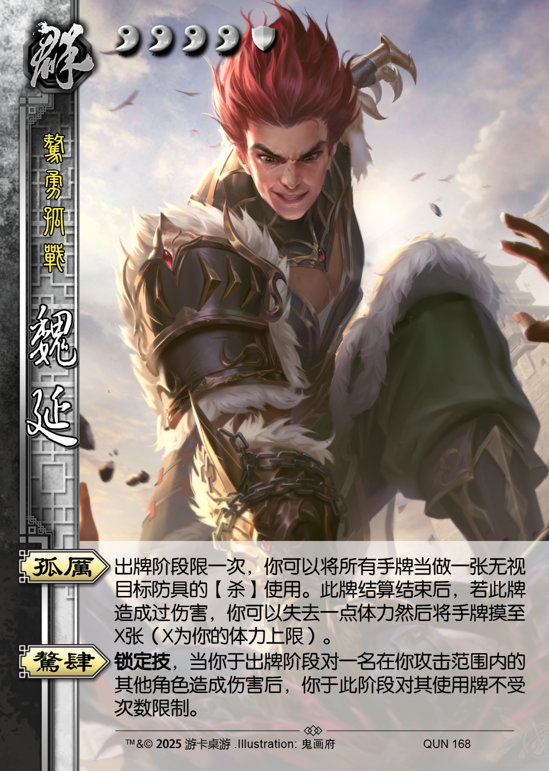 群
驁勇孤戰
魏延
孤厲
出牌阶段限一次，你可以将所有手牌当做一张无视
目标防具的【杀】使用。此牌结算结束后，若此牌
造成过伤害，你可以失去一点体力然后将手牌摸至
X张（X为你的体力上限）。
驁肆
锁定技，当你于出牌阶段对一名在你攻击范围内的
其他角色造成伤害后，你于此阶段对其使用牌不受
次数限制。
™&© 2025 游卡桌游 .Illustration: 鬼画府
QUN 168